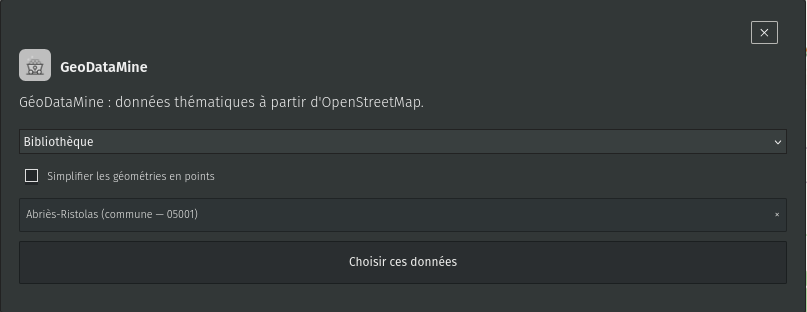 GeoDataMine
GéoDataMine : données thématiques à partir d'OpenStreetMap.
Bibliothèque
Simplifier les géométries en points
Abriès-Ristolas (commune — 05001)
Choisir ces données